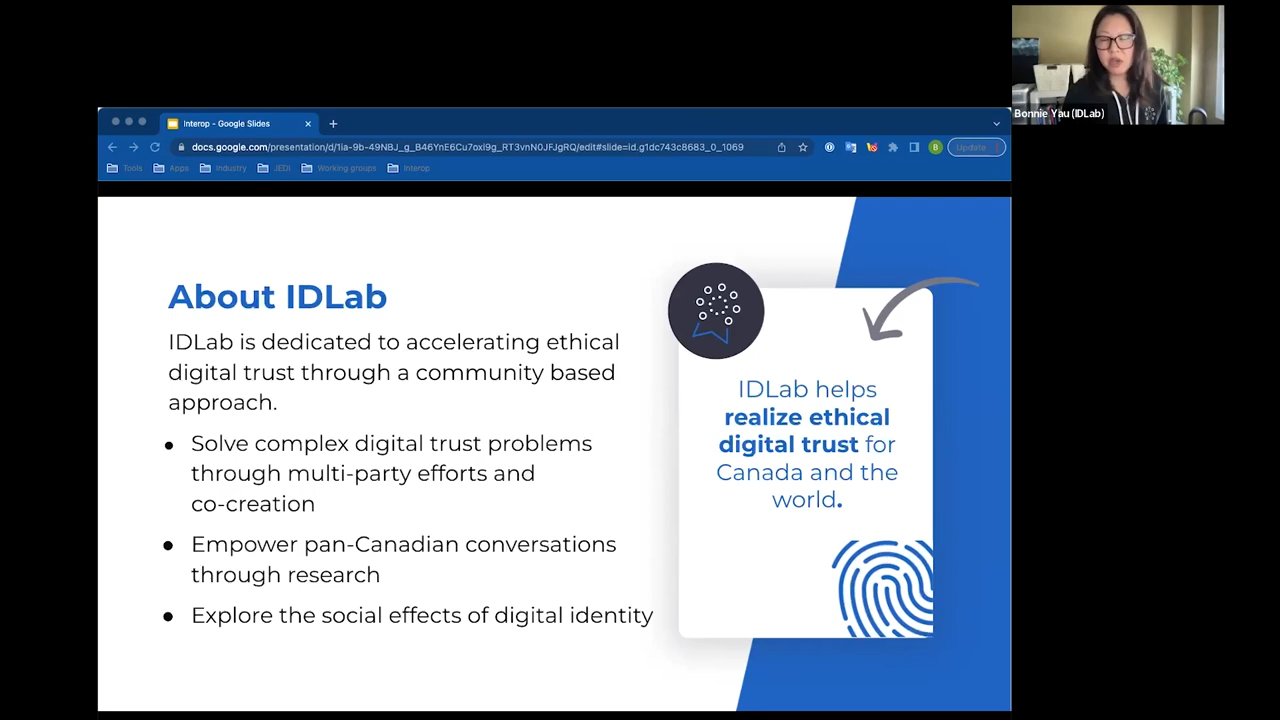 Bonnie Yau (IDLab)
Interop - Google Slides
docs.google.com/presentation/d/1ia-9b-49NBJ_g_B46YnE6Cu7oxi9g_RT3vnN0JFJgRQ/edit#slide=id.g1dc743c8683_0_1069
B
Update
Tools Apps Industry JEDI Working groups Interop
About IDLab
IDLab is dedicated to accelerating ethical
digital trust through a community based
approach.
● Solve complex digital trust problems
through multi-party efforts and
co-creation
● Empower pan-Canadian conversations
through research
● Explore the social effects of digital identity
IDLab helps
realize ethical
digital trust for
Canada and the
world.